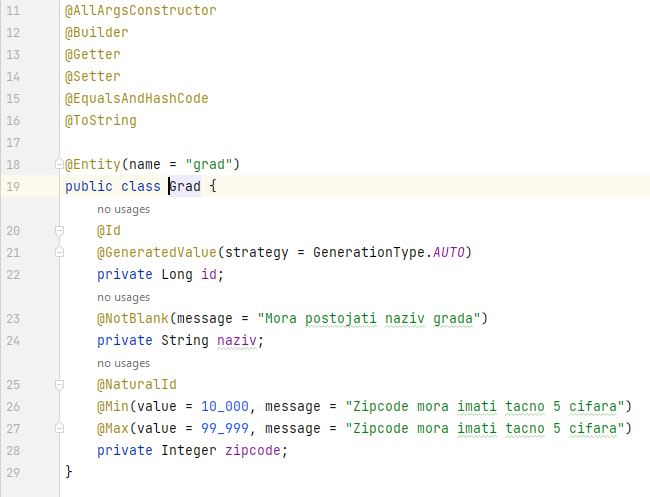 11 @AllArgsConstructor
12 @Builder
13 @Getter
14 @Setter
15 @EqualsAndHashCode
16 @ToString
17
18 @Entity(name = "grad")
19 public class Grad {
no usages
20 @Id
21 @GeneratedValue(strategy = GenerationType.AUTO)
22 private Long id;
no usages
23 @NotBlank(message = "Mora postojati naziv grada")
24 private String naziv;
no usages
25 @NaturalId
26 @Min(value = 10_000, message = "Zipcode mora imati tacno 5 cifara")
27 @Max(value = 99_999, message = "Zipcode mora imati tacno 5 cifara")
28 private Integer zipcode;
29 }